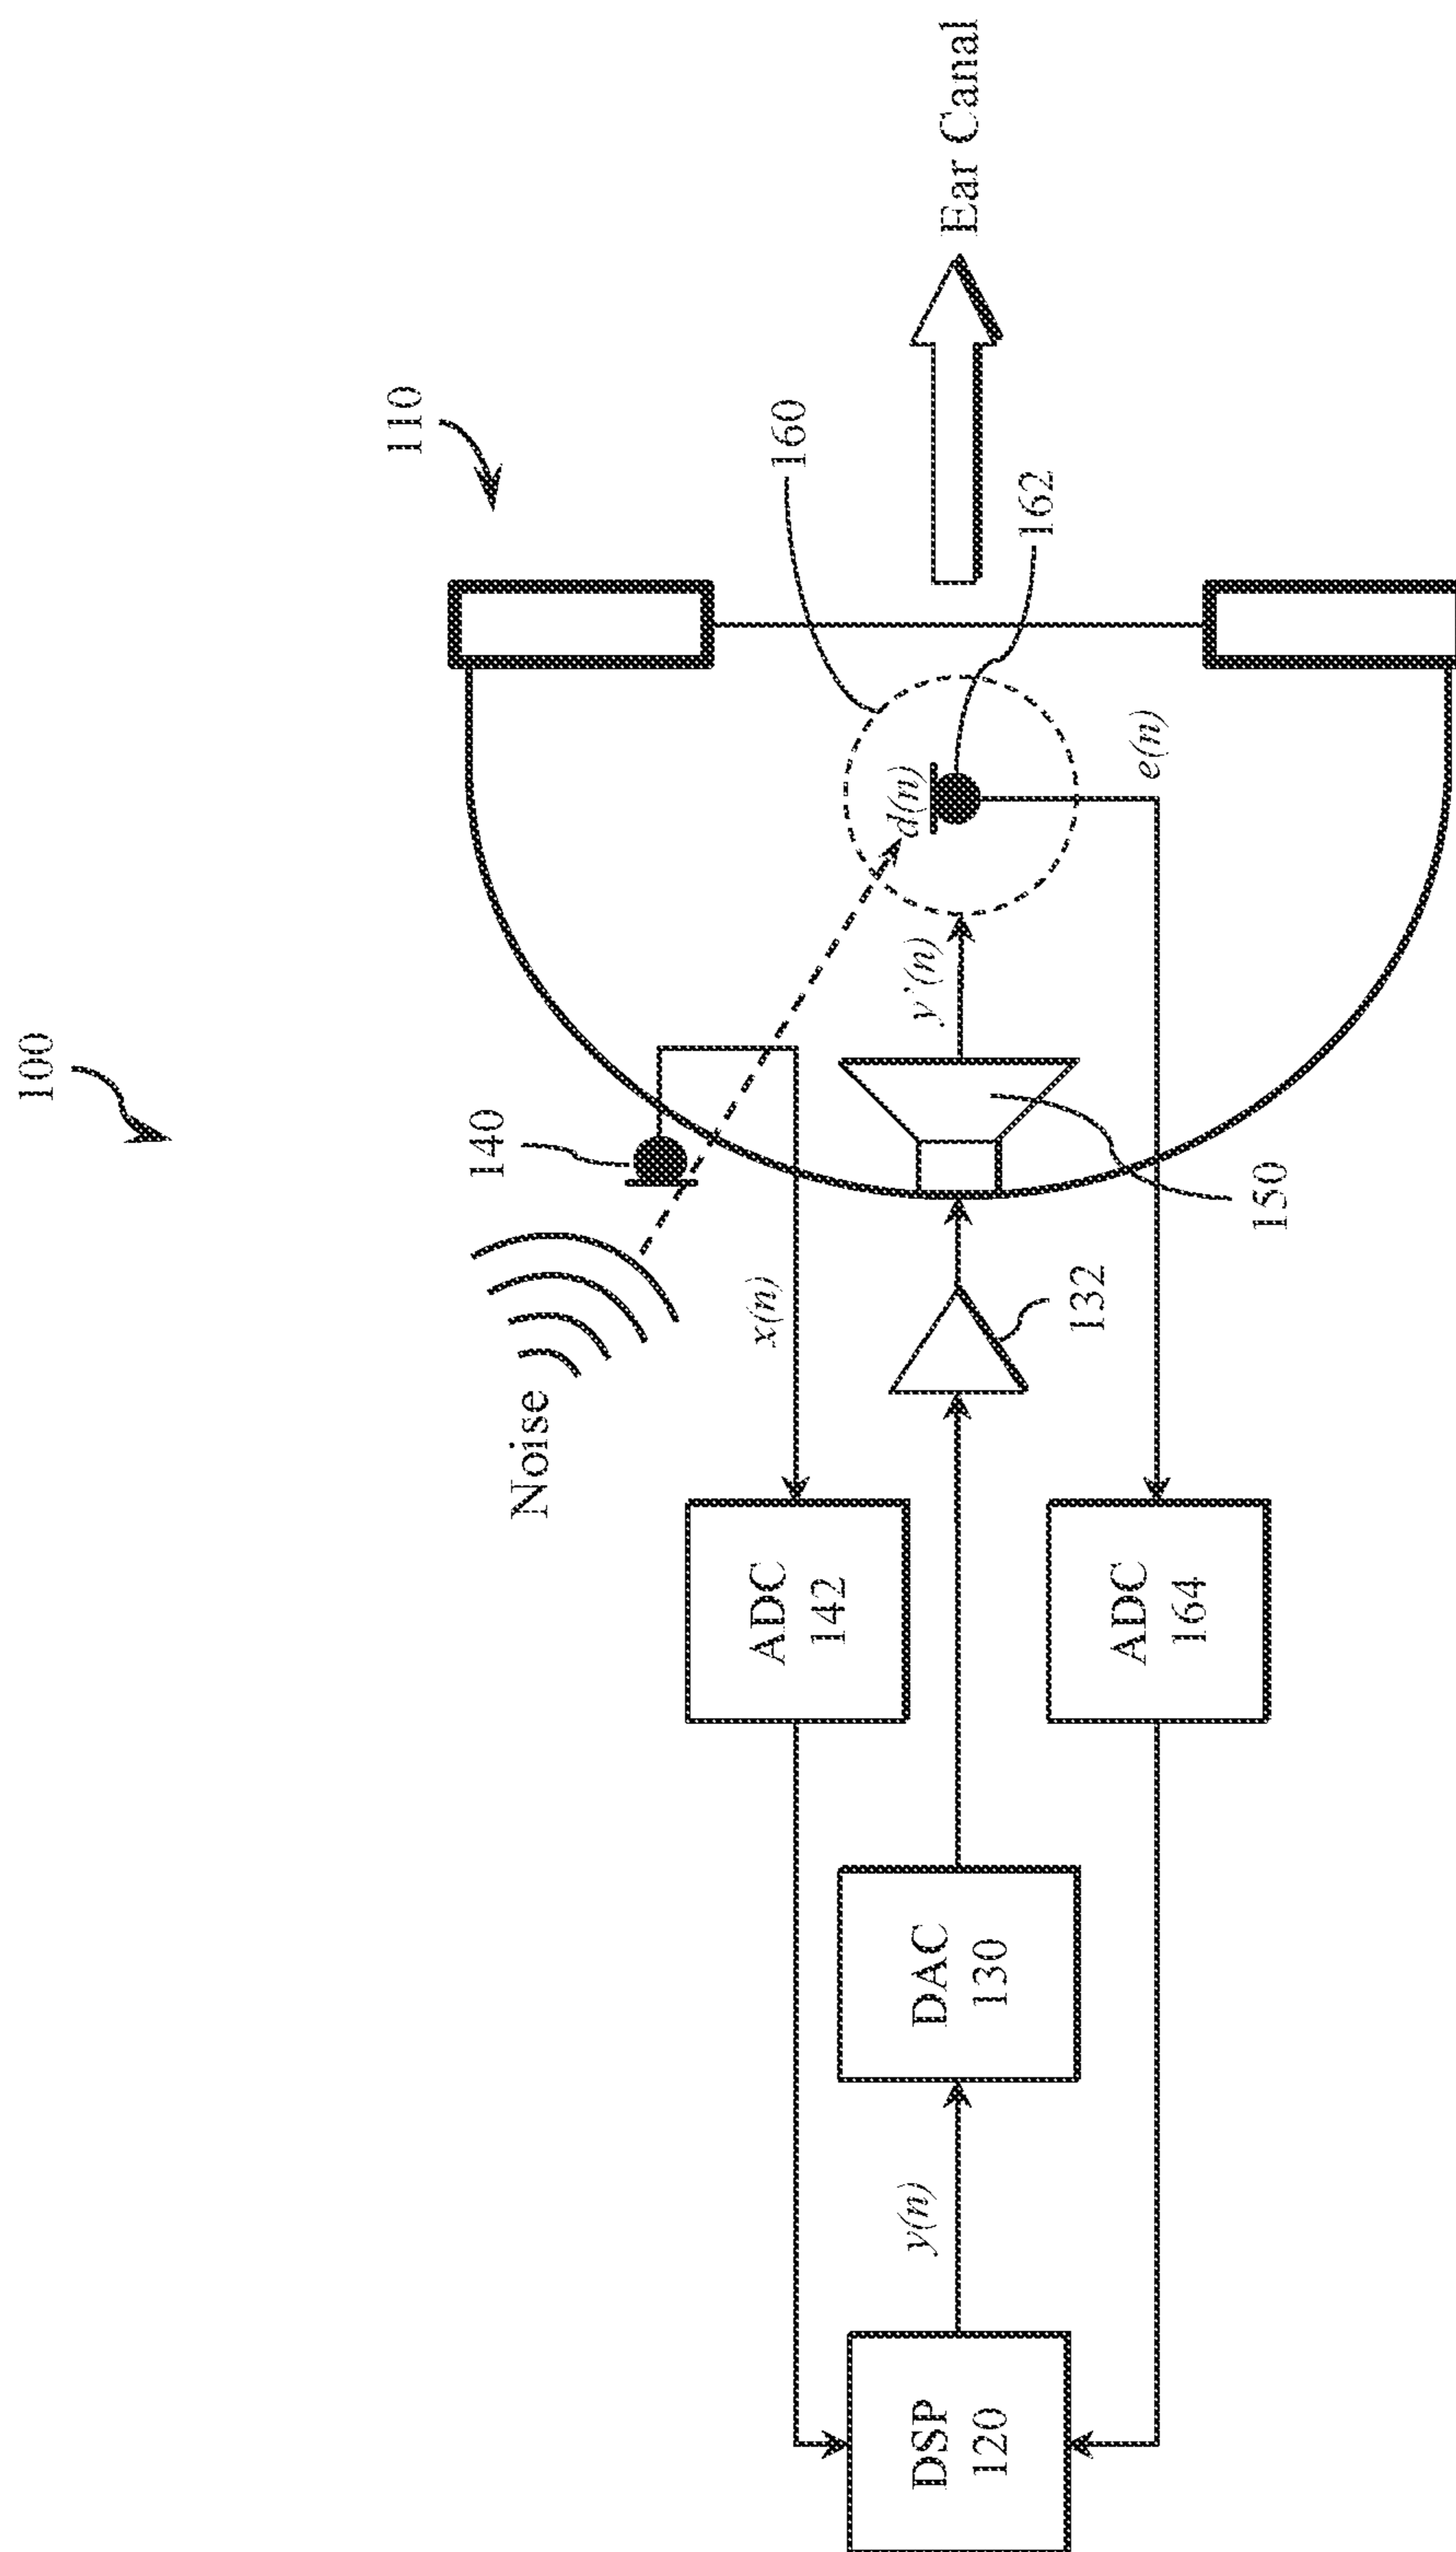 100
110
140
Noise
x(n)
ADC
142
160
d(n)
162
Ear Canal
y'(n)
e(n)
150
132
DSP
120
y(n)
DAC
130
ADC
164